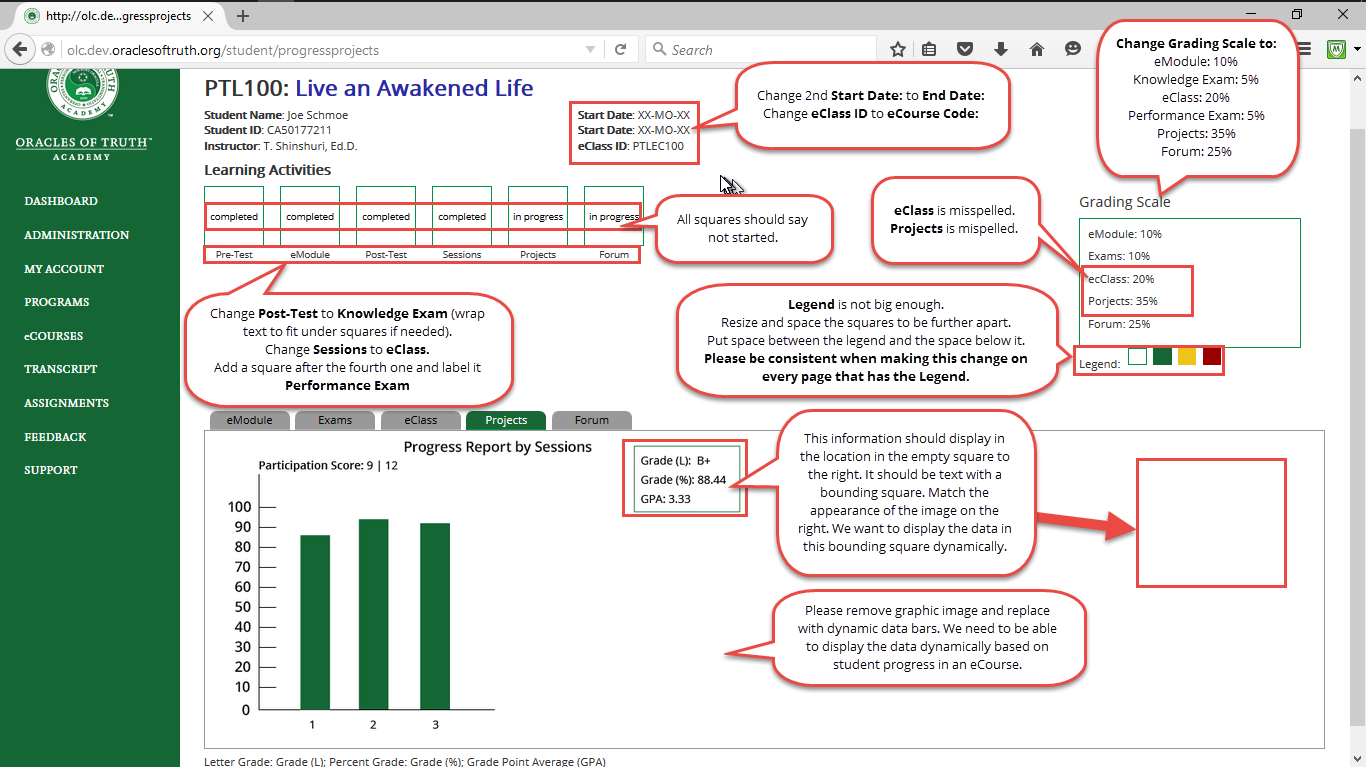 http://olc.de...gressprojects
olc.dev.oraclesoftruth.org/student/progressprojects
Search
ORACLES OF TRUTH
ACADEMY
ORACLES OF TRUTH™
ACADEMY
DASHBOARD
ADMINISTRATION
MY ACCOUNT
PROGRAMS
eCOURSES
TRANSCRIPT
ASSIGNMENTS
FEEDBACK
SUPPORT
PTL100: Live an Awakened Life
Student Name: Joe Schmoe
Student ID: CA50177211
Instructor: T. Shinshuri, Ed.D.
Start Date: XX-MO-XX
Start Date: XX-MO-XX
eClass ID: PTLEC100
Change 2nd Start Date: to End Date:
Change eClass ID to eCourse Code:
Change Grading Scale to:
eModule: 10%
Knowledge Exam: 5%
eClass: 20%
Performance Exam: 5%
Projects: 35%
Forum: 25%
Learning Activities
completed completed completed completed in progress in progress
Pre-Test eModule Post-Test Sessions Projects Forum
All squares should say
not started.
eClass is misspelled.
Projects is mispelled.
Grading Scale
eModule: 10%
Exams: 10%
ecClass: 20%
Porjects: 35%
Forum: 25%
Legend:
Change Post-Test to Knowledge Exam (wrap
text to fit under squares if needed).
Change Sessions to eClass.
Add a square after the fourth one and label it
Performance Exam
Legend is not big enough.
Resize and space the squares to be further apart.
Put space between the legend and the space below it.
Please be consistent when making this change on
every page that has the Legend.
eModule Exams eClass Projects Forum
Progress Report by Sessions
Participation Score: 9 | 12
100
90
80
70
60
50
40
30
20
10
0
1 2 3
Grade (L): B+
Grade (%): 88.44
GPA: 3.33
This information should display in
the location in the empty square to
the right. It should be text with a
bounding square. Match the
appearance of the image on the
right. We want to display the data in
this bounding square dynamically.
Please remove graphic image and replace
with dynamic data bars. We need to be able
to display the data dynamically based on
student progress in an eCourse.
Letter Grade: Grade (L); Percent Grade: Grade (%); Grade Point Average (GPA)